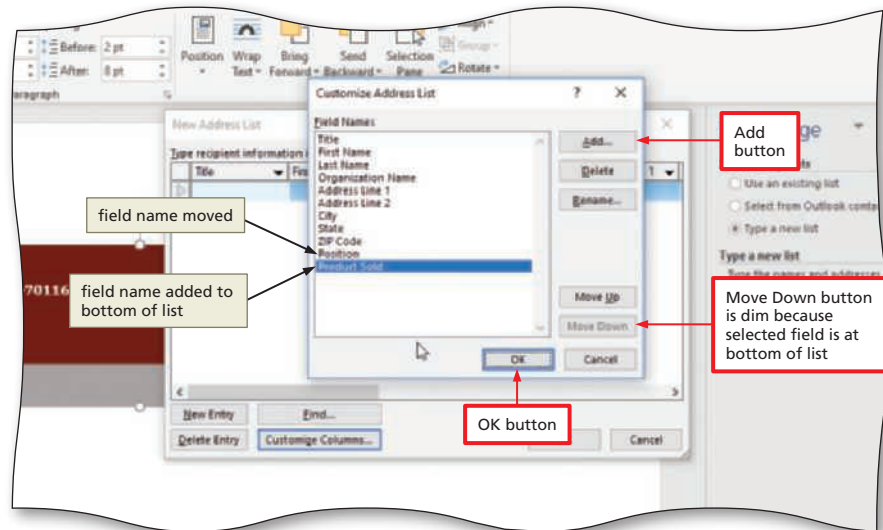 Before: 2 pt
After: 8 pt
Position
Wrap Text
Bring Forward
Send Backward
Selection Pane
Align
Group
Rotate
Customize Address List
? X
New Address List
Field Names
Title
First Name
Last Name
Organization Name
Address Line 1
Address Line 2
City
State
ZIP Code
Position
Product Sold
Add...
Delete
Rename...
Move Up
Move Down
OK
Cancel
Type recipient information
Title
1
New Entry
Find...
Delete Entry
Customize Columns...
Cancel
Use an existing list
Select from Outlook
Type a new list
Type a new list
Type the names and addresses
70116
field name moved
field name added to
bottom of list
Add
button
Move Down button
is dim because
selected field is at
bottom of list
OK button